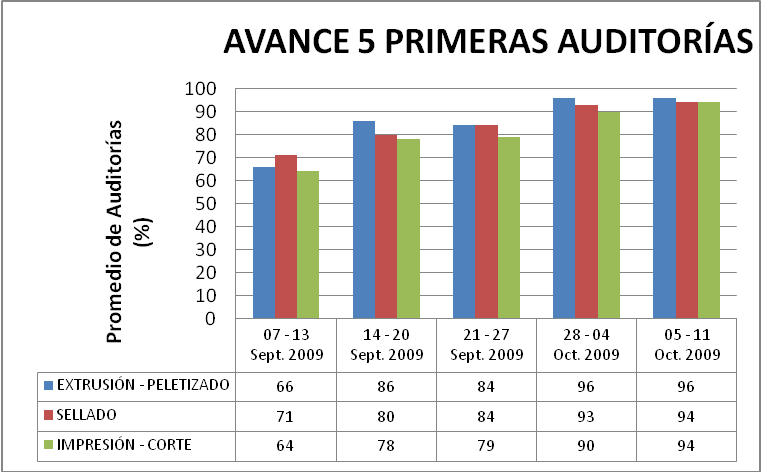 AVANCE 5 PRIMERAS AUDITORÍAS
Promedio de Auditorías
(%)
100
90
80
70
60
50
40
30
20
10
0
07 - 13 14 - 20 21 - 27 28 - 04 05 - 11
Sept. 2009 Sept. 2009 Sept. 2009 Oct. 2009 Oct. 2009
EXTRUSIÓN - PELETIZADO 66 86 84 96 96
SELLADO 71 80 84 93 94
IMPRESIÓN - CORTE 64 78 79 90 94